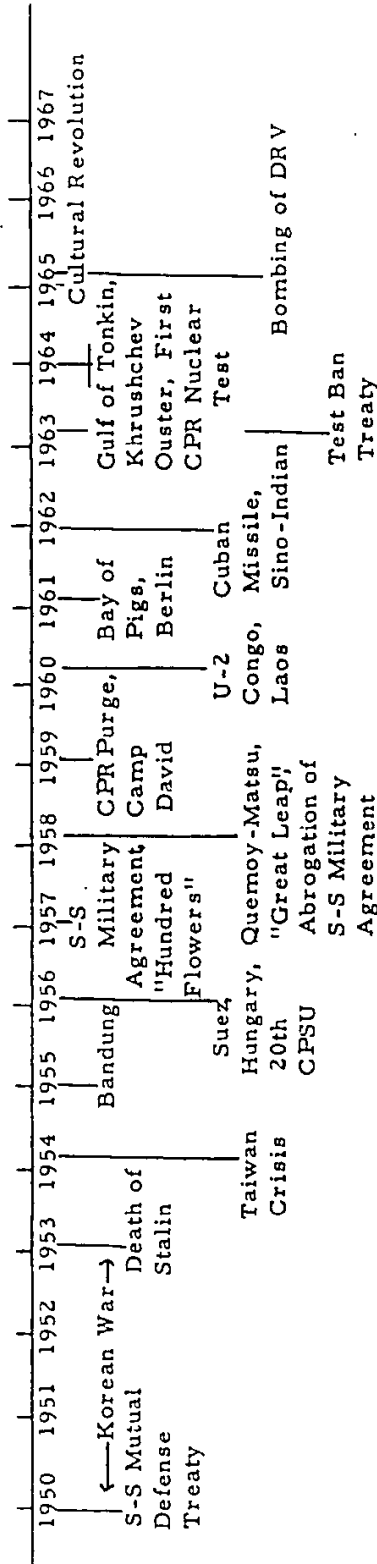 1950 1951 1952 1953 1954 1955 1956 1957 1958 1959 1960 1961 1962 1963 1964 1965 1966 1967
←Korean War→
S-S Mutual
Defense
Treaty
Death of
Stalin
Taiwan
Crisis
Bandung
Suez,
Hungary,
20th
CPSU
S-S
Military
Agreement,
"Hundred
Flowers"
Quemoy-Matsu,
"Great Leap",
Abrogation of
S-S Military
Agreement
CPR Purge,
Camp
David
U-2
Congo,
Laos
Bay of
Pigs,
Berlin
Cuban
Missile,
Sino-Indian
Test Ban
Treaty
Gulf of Tonkin,
Khrushchev
Ouster, First
CPR Nuclear
Test
Cultural Revolution
Bombing of DRV